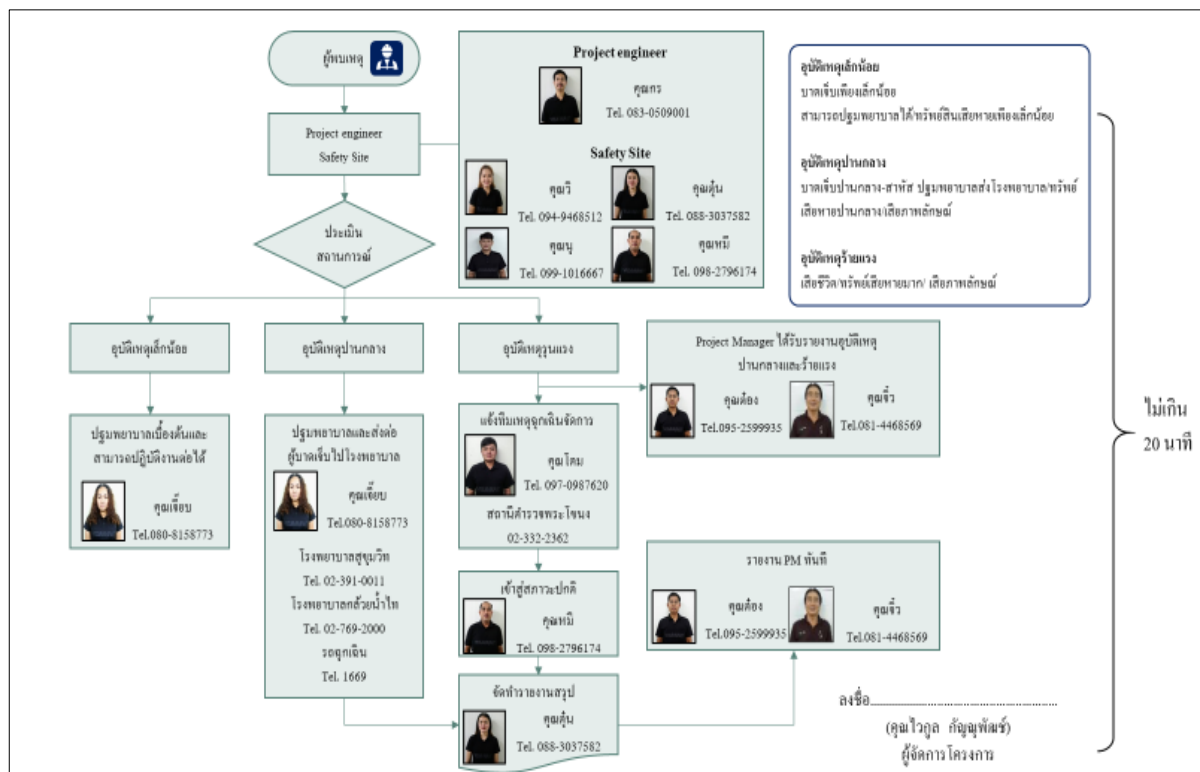 ผู้พบเหตุ
Project engineer
Safety Site
ประเมิน
สถานการณ์
Project engineer
คุณกร
Tel. 083-0509001
Safety Site
คุณวี
Tel. 094-9468512
คุณตุ้น
Tel. 088-3037582
คุณนุ
Tel. 099-1016667
คุณหมี
Tel. 098-2796174
อุบัติเหตุเล็กน้อย
บาดเจ็บเพียงเล็กน้อย
สามารถปฐมพยาบาลได้/ทรัพย์สินเสียหายเพียงเล็กน้อย
อุบัติเหตุปานกลาง
บาดเจ็บปานกลาง-สาหัส ปฐมพยาบาลส่งโรงพยาบาล/ทรัพย์
เสียหายปานกลาง/เสียภาพลักษณ์
อุบัติเหตุร้ายแรง
เสียชีวิต/ทรัพย์เสียหายมาก/ เสียภาพลักษณ์
อุบัติเหตุเล็กน้อย
อุบัติเหตุปานกลาง
อุบัติเหตุรุนแรง
Project Manager ได้รับรายงานอุบัติเหตุ
ปานกลางและร้ายแรง
คุณต๋อง
Tel.095-2599935
คุณจิ๋ว
Tel.081-4468569
ปฐมพยาบาลเบื้องต้นและ
สามารถปฏิบัติงานต่อได้
คุณเจี๊ยบ
Tel.080-8158773
ปฐมพยาบาลและส่งต่อ
ผู้บาดเจ็บไปโรงพยาบาล
คุณเจี๊ยบ
Tel.080-8158773
โรงพยาบาลสุขุมวิท
Tel. 02-391-0011
โรงพยาบาลกล้วยน้ำไท
Tel. 02-769-2000
รถฉุกเฉิน
Tel. 1669
แจ้งทีมเหตุฉุกเฉินจัดการ
คุณโดม
Tel. 097-0987620
สถานีตำรวจพระโขนง
02-332-2362
เข้าสู่สภาวะปกติ
คุณหมี
Tel. 098-2796174
จัดทำรายงานสรุป
คุณตุ้น
Tel. 088-3037582
รายงาน PM ทันที
คุณต๋อง
Tel.095-2599935
คุณจิ๋ว
Tel.081-4468569
ไม่เกิน
20 นาที
ลงชื่อ......................................................
(คุณไวกูล กัญญพัฒช์)
ผู้จัดการโครงการ